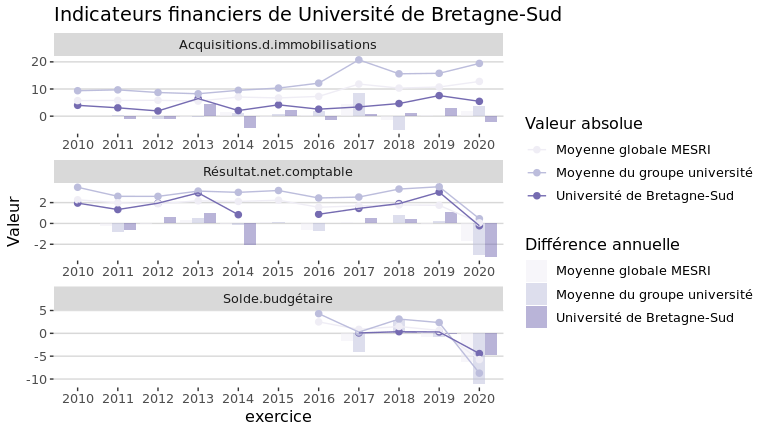 Indicateurs financiers de Université de Bretagne-Sud
Acquisitions.d.immobilisations
20
10
0
2010 2011 2012 2013 2014 2015 2016 2017 2018 2019 2020
Résultat.net.comptable
2
0
-2
2010 2011 2012 2013 2014 2015 2016 2017 2018 2019 2020
Solde.budgétaire
5
0
-5
-10
2010 2011 2012 2013 2014 2015 2016 2017 2018 2019 2020
exercice
Valeur
Valeur absolue
Moyenne globale MESRI
Moyenne du groupe université
Université de Bretagne-Sud
Différence annuelle
Moyenne globale MESRI
Moyenne du groupe université
Université de Bretagne-Sud